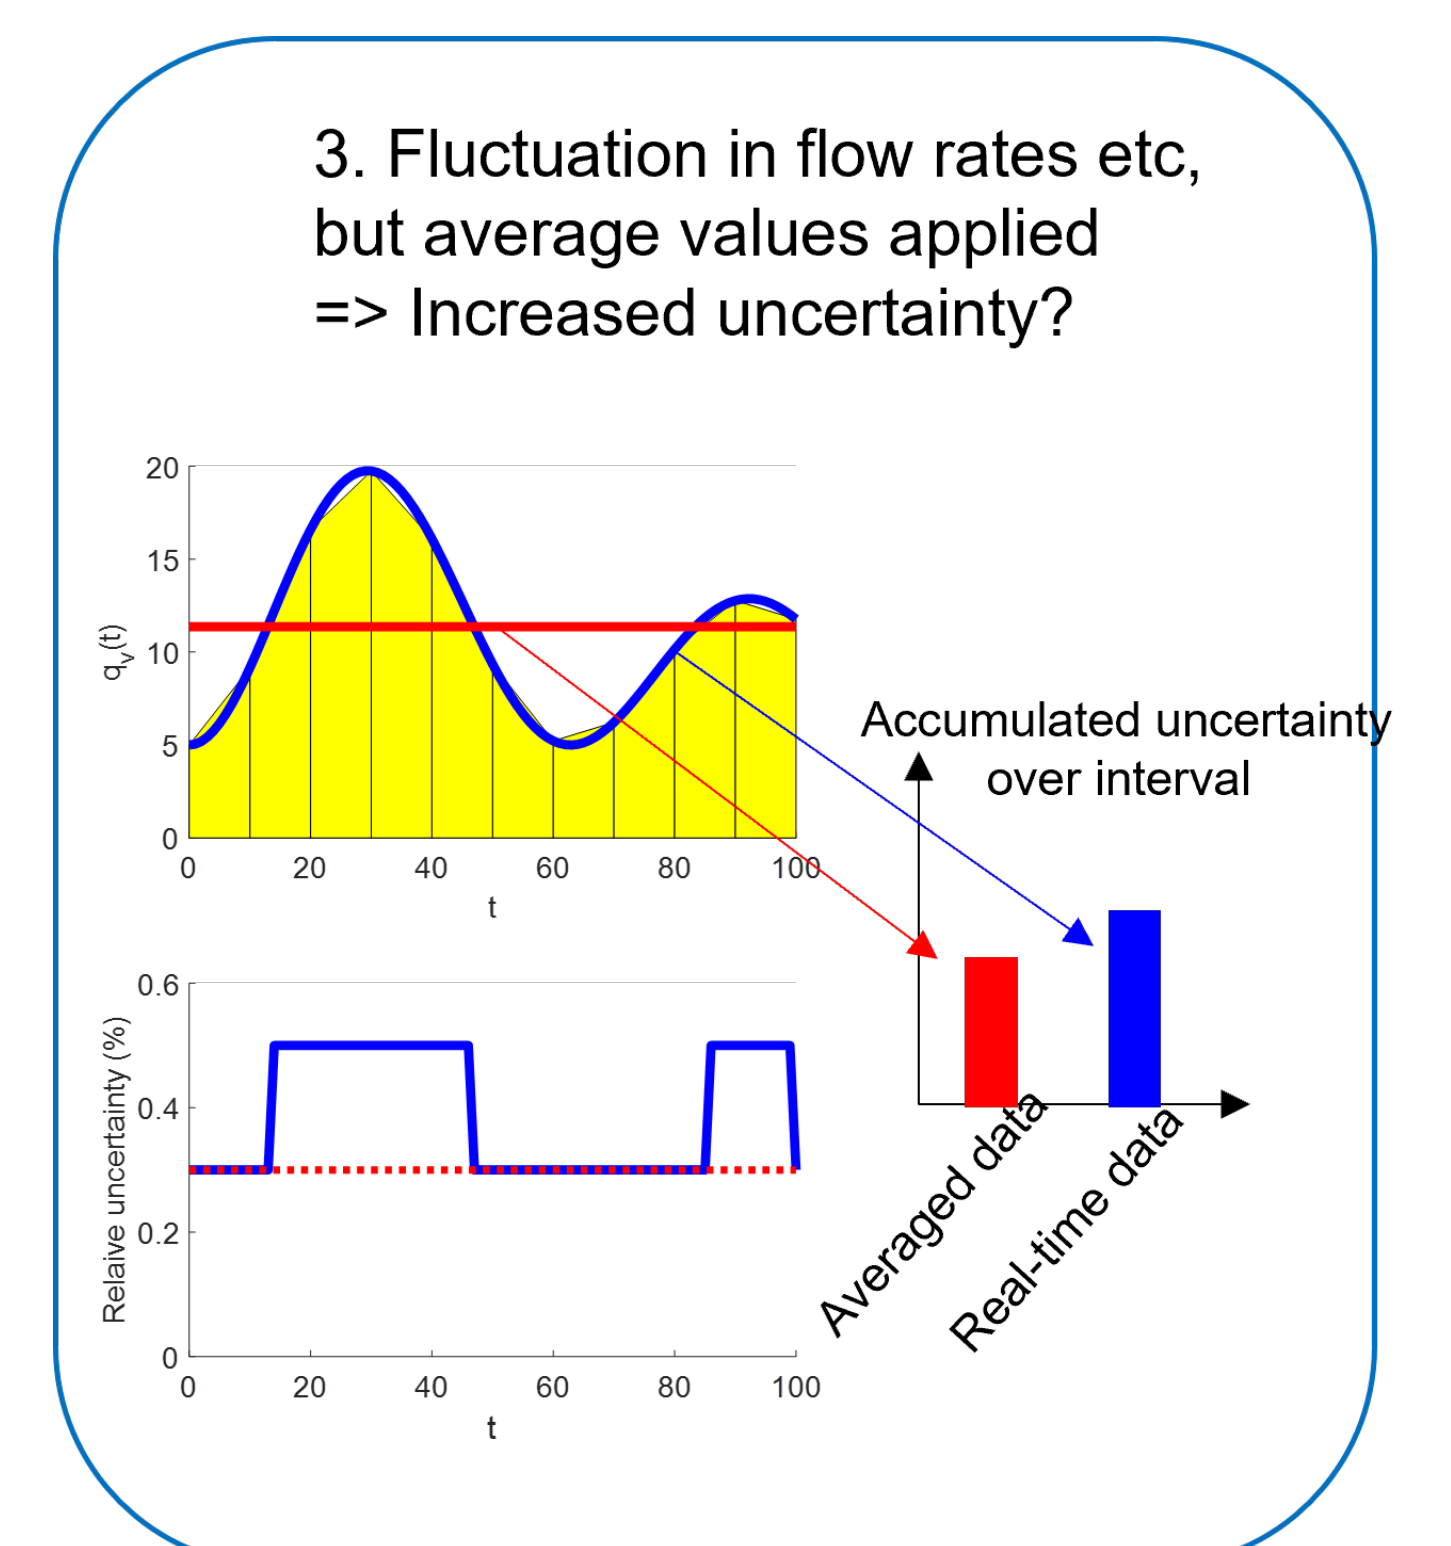 3. Fluctuation in flow rates etc,
but average values applied
=> Increased uncertainty?
20
15
10
5
0
qv(t)
0 20 40 60 80 100
t
Accumulated uncertainty
over interval
Averaged data
Real-time data
0.6
0.4
0.2
0
Relaive uncertainty (%)
0 20 40 60 80 100
t